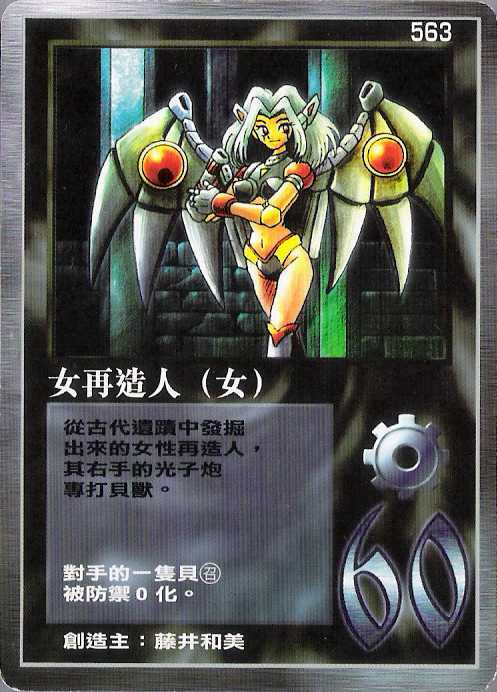 563
女再造人（女）
從古代遺蹟中發掘
出來的女性再造人，
其右手的光子炮
專打貝獸。
對手的一隻貝㊁
被防禦0化。
60
創造主：藤井和美